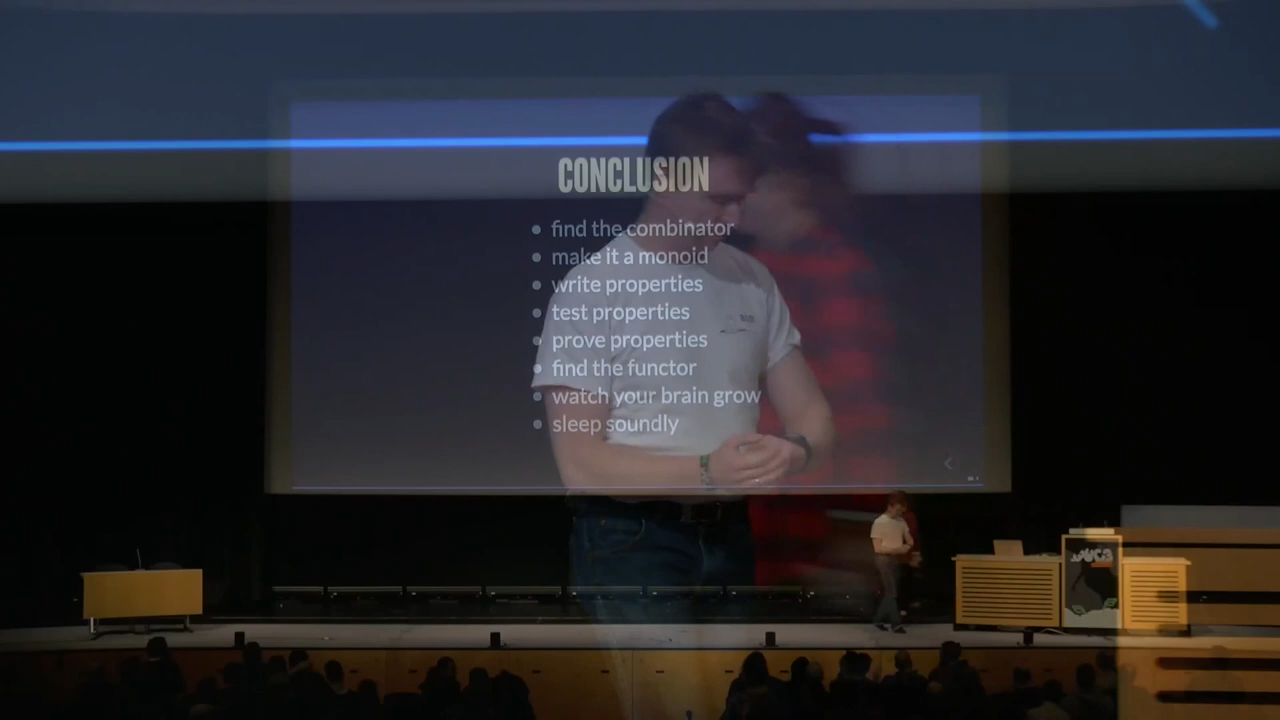 CONCLUSION
find the combinator
make it a monoid
write properties
test properties
prove properties
find the functor
watch your brain grow
sleep soundly